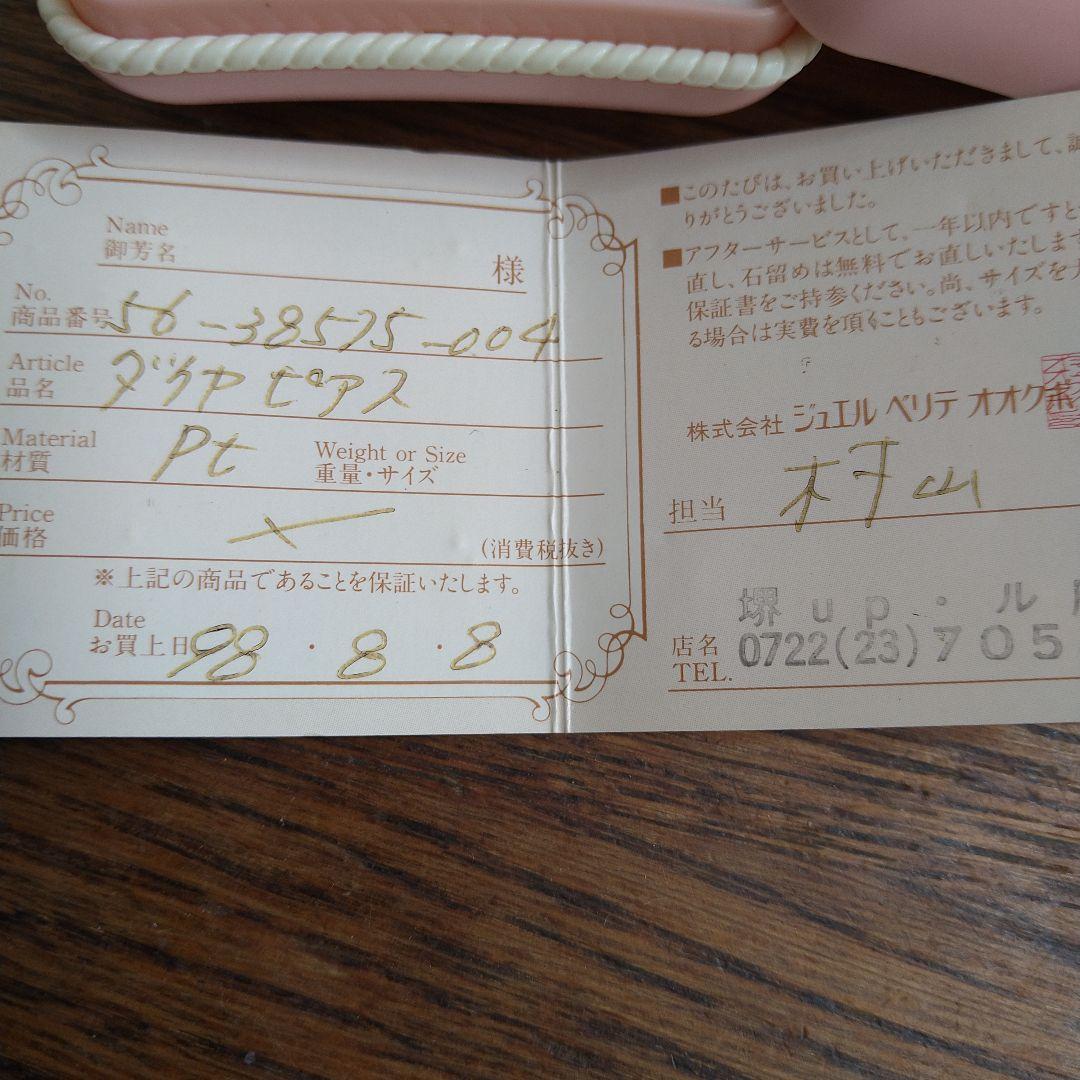 Name
御芳名
様
No.
商品番号 56-38575-004
Article
品名 ダイヤ ピアス
Material
材質 Pt
Weight or Size
重量・サイズ
Price
価格
(消費税抜き)
※上記の商品であることを保証いたします。
Date
お買上日 98・8・8
■このたびは、お買い上げいただきまして、誠
りがとうございました。
■アフターサービスとして、一年以内ですと
直し、石留めは無料でお直しいたします
保証書をご持参ください。尚、サイズを大
る場合は実費を頂くこともございます。
株式会社 ジュエル ベリテ オオクボ
担当 村山
店名 堺up・ル
TEL. 0722(23)705